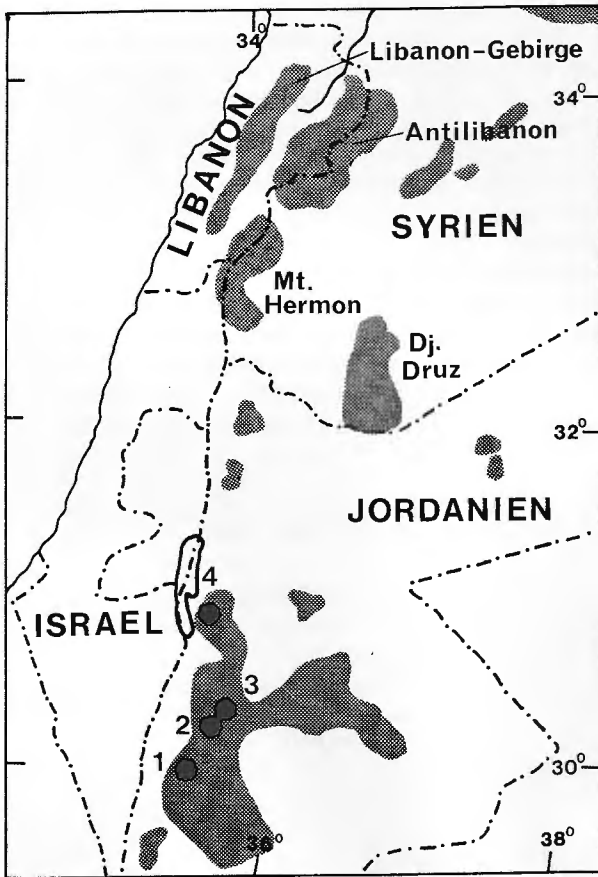 34°
Libanon-Gebirge
34°
Antilibanon
LIBANON
SYRIEN
Mt.
Hermon
Dj.
Druz
32°
JORDANIEN
4
ISRAEL
3
2
1
30°
36°
38°